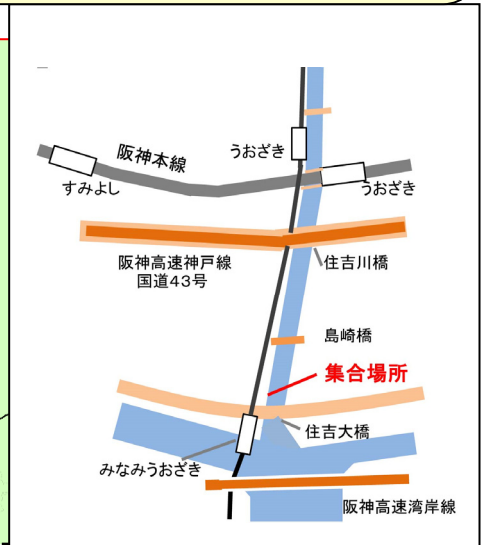 うおざき
阪神本線
すみよし
うおざき
阪神高速神戸線
国道43号
住吉川橋
島崎橋
集合場所
住吉大橋
みなみうおざき
阪神高速湾岸線